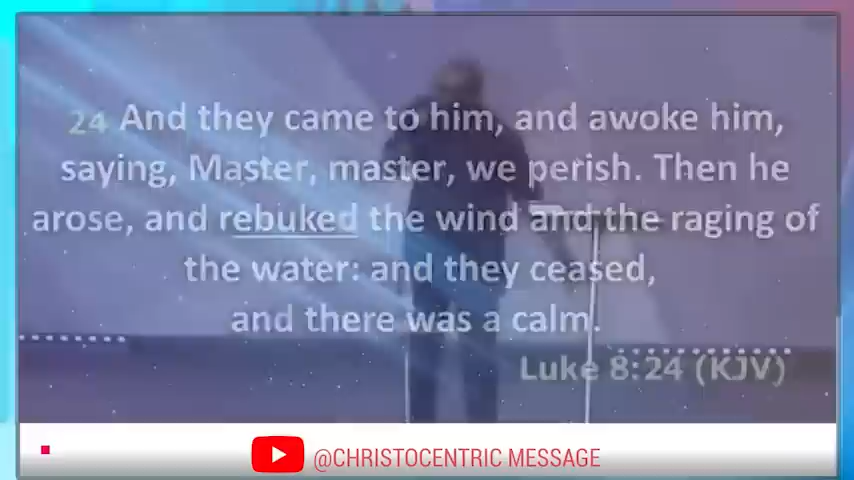 24 And they came to him, and awoke him,
saying, Master, master, we perish. Then he
arose, and rebuked the wind and the raging of
the water: and they ceased,
and there was a calm.
Luke 8:24 (KJV)
@CHRISTOCENTRIC MESSAGE